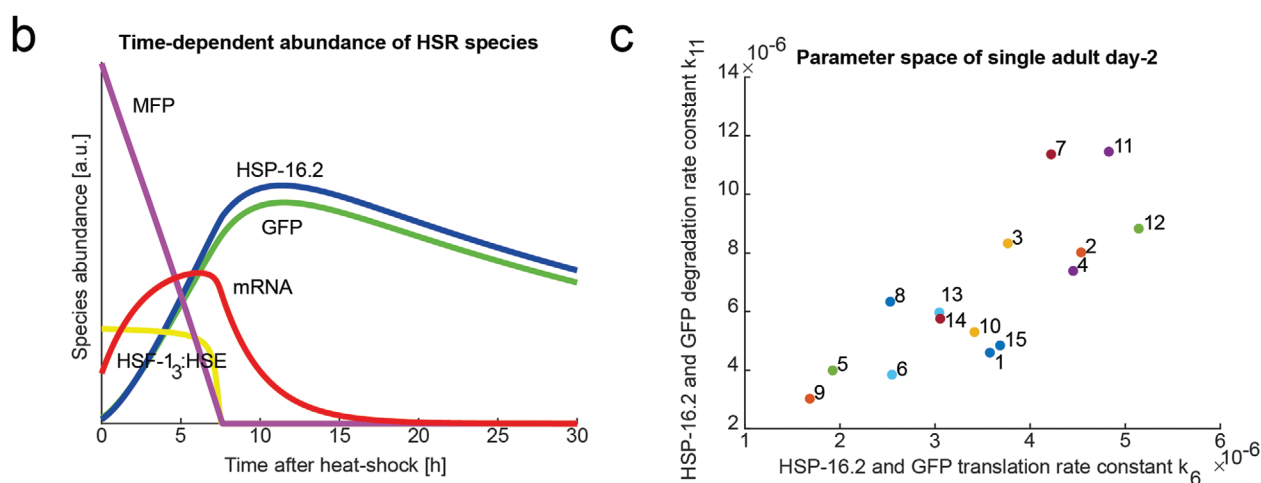 b
Time-dependent abundance of HSR species
Species abundance [a.u.]
MFP
HSP-16.2
GFP
mRNA
HSF-1₃:HSE
0 5 10 15 20 25 30
Time after heat-shock [h]
c
Parameter space of single adult day-2
14×10⁻⁶
12
10
8
6
4
2
HSP-16.2 and GFP degradation rate constant k₁₁
7 11
12
3
2
4
8
13
14
10
15
1
5
6
9
1 2 3 4 5 6
×10⁻⁶
HSP-16.2 and GFP translation rate constant k₆